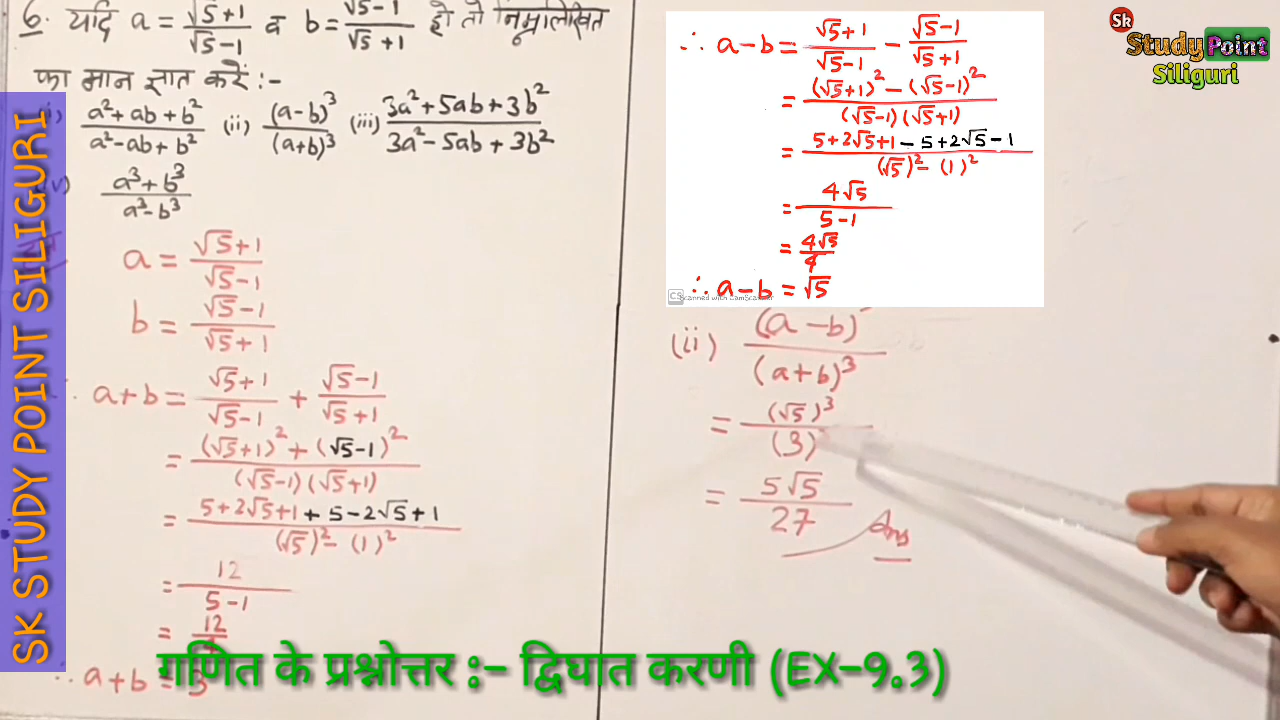 6. यदि a = √5+1/√5-1 व b = √5-1/√5+1 हो तो निम्नलिखित
का मान ज्ञात करें :-
(i) a²+ab+b²/a²-ab+b² (ii) (a-b)³/(a+b)³ (iii) 3a²+5ab+3b²/3a²-5ab+3b²
a³+b³/a³-b³
a = √5+1/√5-1
b = √5-1/√5+1
a+b = √5+1/√5-1 + √5-1/√5+1
= (√5+1)²+(√5-1)²/(√5-1)(√5+1)
= 5+2√5+1+5-2√5+1/(√5)²-(1)²
= 12/5-1
= 12
∴ a+b = 3
∴ a-b = √5+1/√5-1 - √5-1/√5+1
= (√5+1)²-(√5-1)²/(√5-1)(√5+1)
= 5+2√5+1-5+2√5-1/(√5)²-(1)²
= 4√5/5-1
= 4√5/4
∴ a-b = √5
CS Scanned with CamScanner
(ii) (a-b)/(a+b)³
= (√5)³/(3)
= 5√5/27 Ans
Sk StudyPoint
Siliguri
SK STUDY POINT SILIGURI
गणित के प्रश्नोत्तर :- द्विघात करणी (EX-9.3)